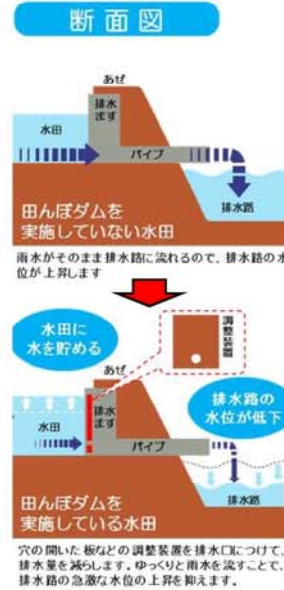 断面図
あぜ
排水
ます
水田
パイプ
排水路
田んぼダムを
実施していない水田
雨水がそのまま排水路に流れるので、排水路の水
位が上昇します
水田に
水を貯める
調整装置
あぜ
排水路の
水位が低下
排水
ます
水田
パイプ
排水路
田んぼダムを
実施している水田
穴の開いた板などの調整装置を排水口につけて、
排水量を減らします。ゆっくりと雨水を流すことで、
排水路の急激な水位の上昇を抑えます。